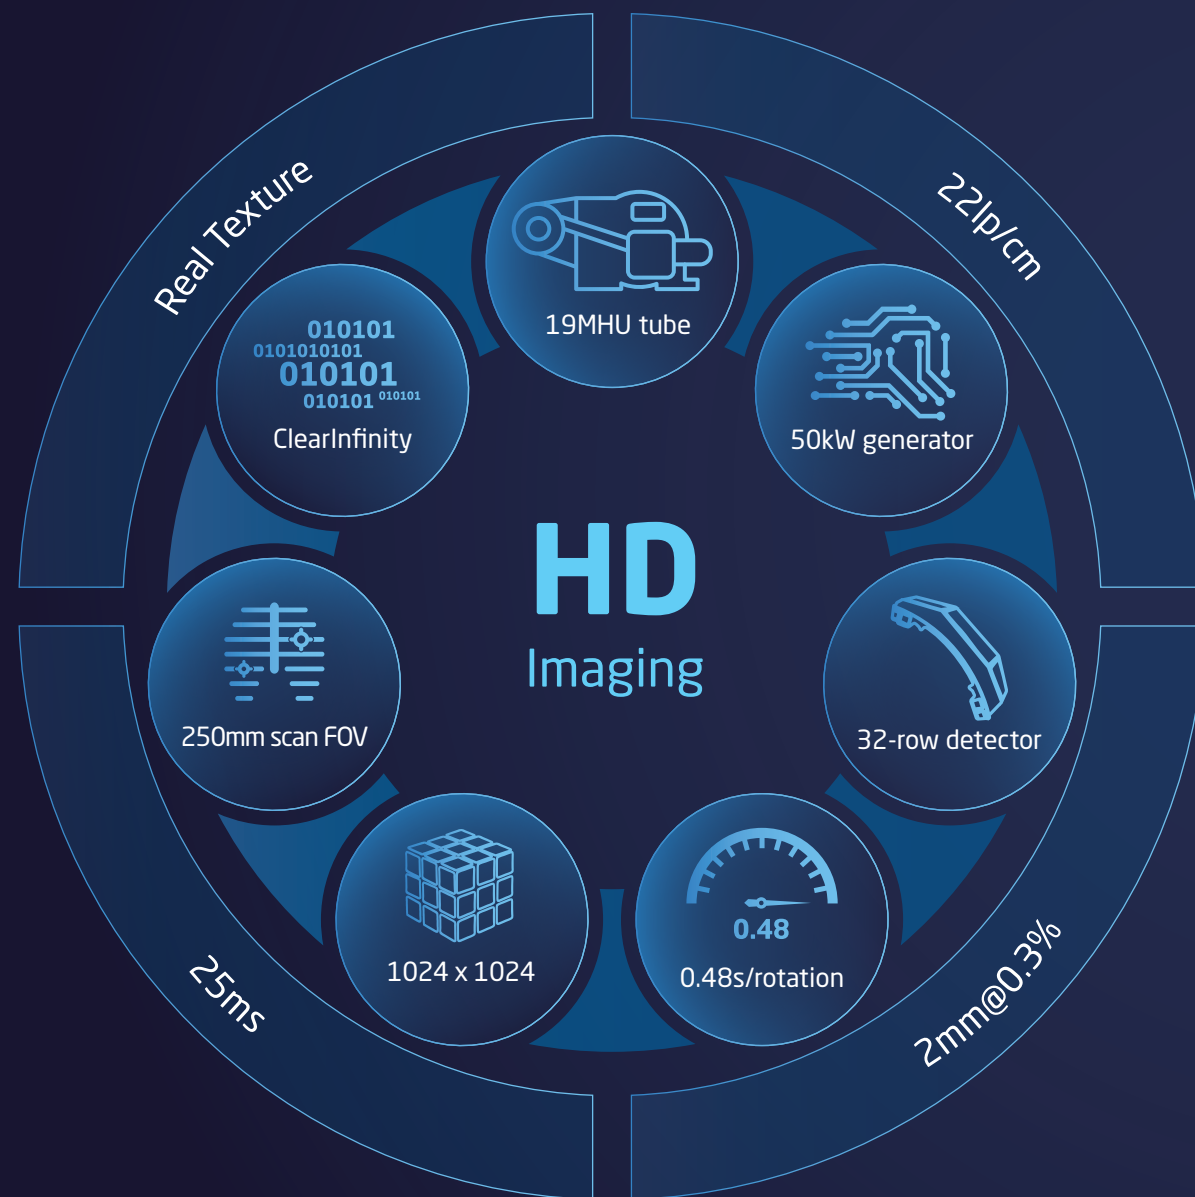 Real Texture
22lp/cm
19MHU tube
010101
0101010101
010101
010101 010101
ClearInfinity
50kW generator
HD
Imaging
250mm scan FOV
32-row detector
0.48
1024 x 1024
0.48s/rotation
25ms
2mm@0.3%